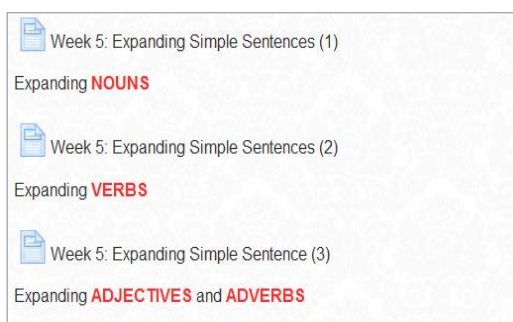 Week 5: Expanding Simple Sentences (1)
Expanding NOUNS
Week 5: Expanding Simple Sentences (2)
Expanding VERBS
Week 5: Expanding Simple Sentence (3)
Expanding ADJECTIVES and ADVERBS